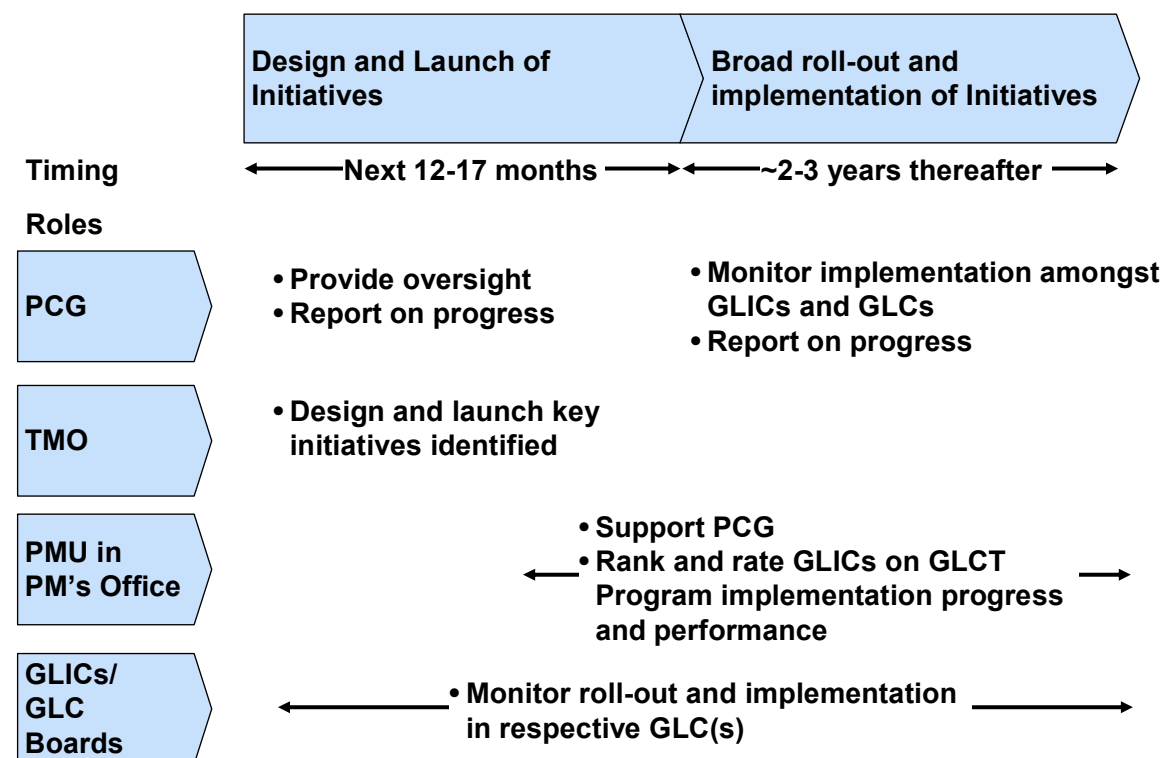 Design and Launch of
Initiatives
Broad roll-out and
implementation of Initiatives
Timing
Next 12-17 months
~2-3 years thereafter
Roles
PCG
• Provide oversight
• Report on progress
• Monitor implementation amongst
GLICs and GLCs
• Report on progress
TMO
• Design and launch key
initiatives identified
PMU in
PM’s Office
• Support PCG
• Rank and rate GLICs on GLCT
Program implementation progress
and performance
GLICs/
GLC
Boards
• Monitor roll-out and implementation
in respective GLC(s)